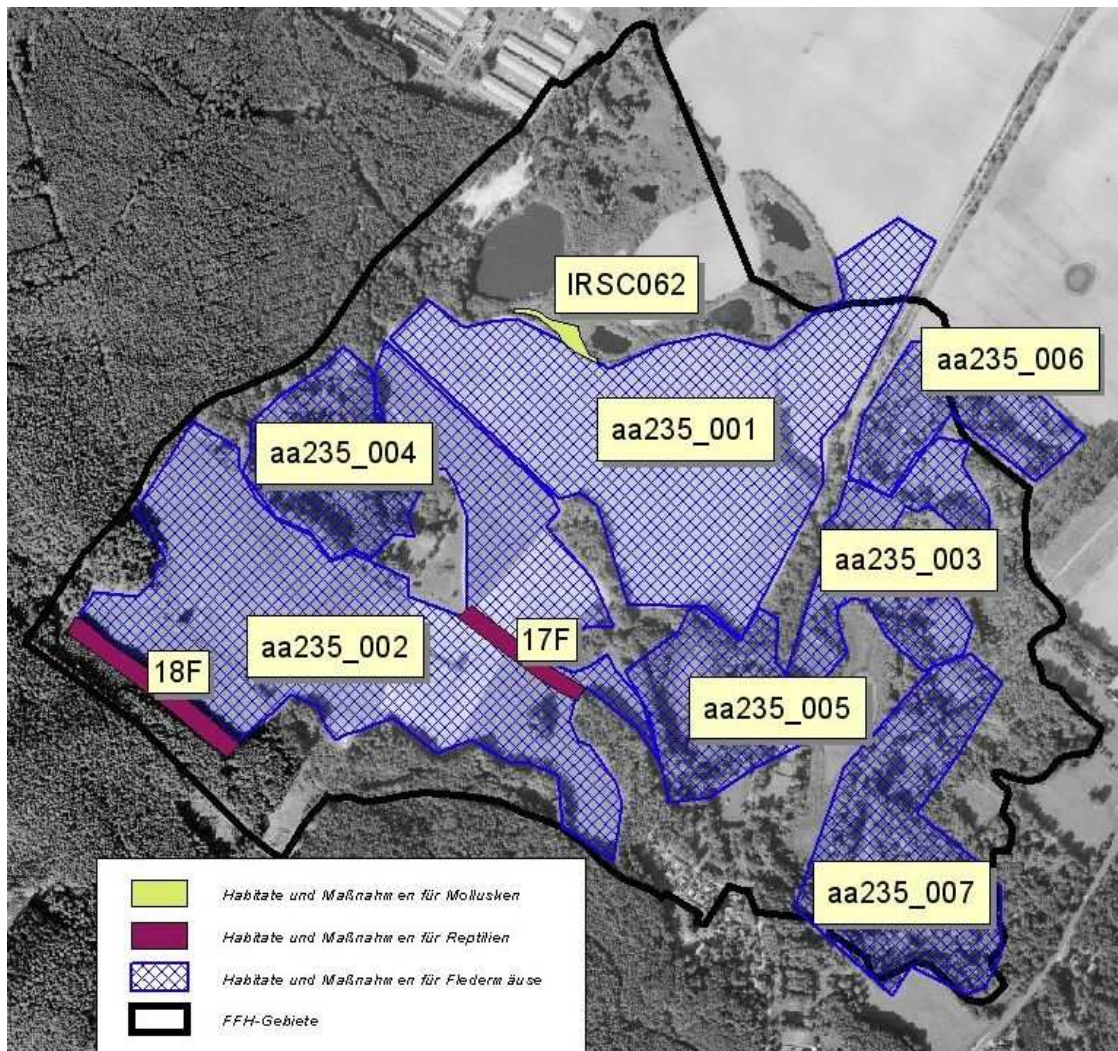 IRSC062
aa235_006
aa235_001
aa235_004
aa235_003
17F
aa235_002
18F
aa235_005
aa235_007
Habitate und Maßnahmen für Mollusken
Habitate und Maßnahmen für Reptilien
Habitate und Maßnahmen für Fledermäuse
FFH-Gebiete